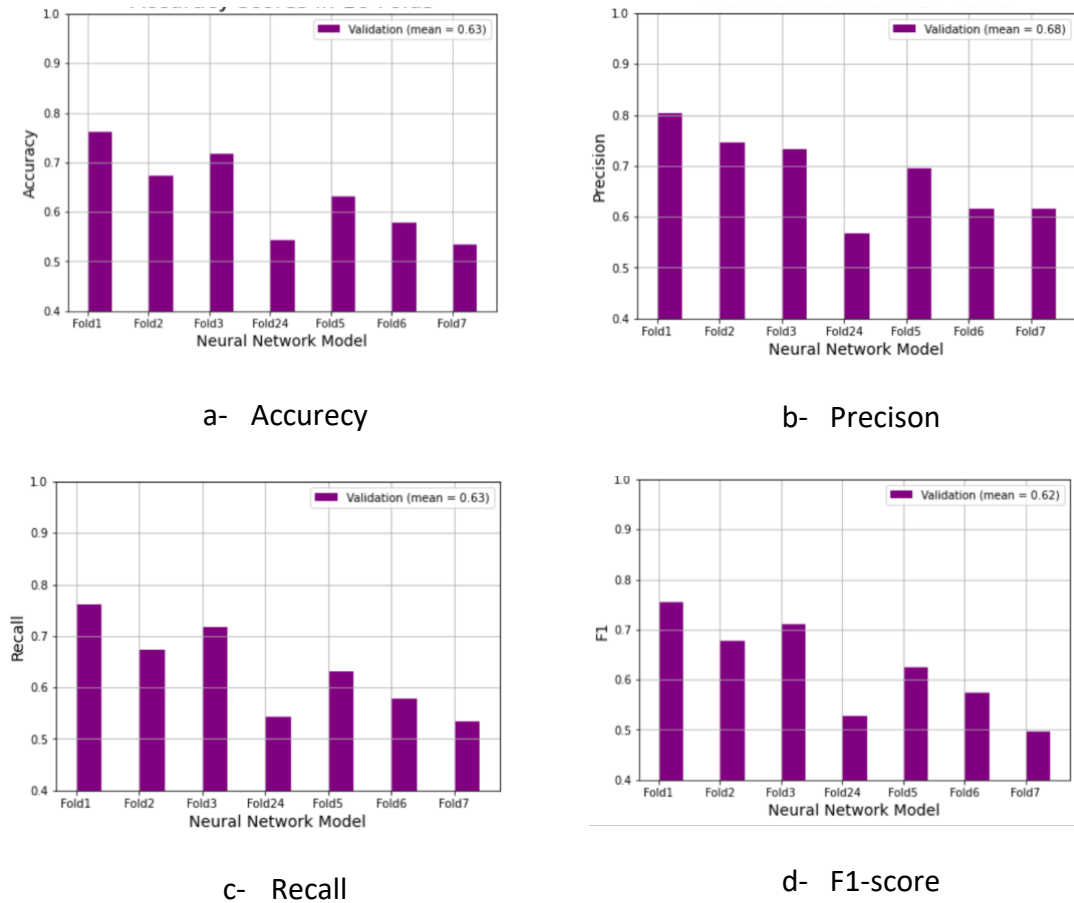 Validation (mean = 0.63)
1.0
0.9
0.8
0.7
0.6
0.5
0.4
Accuracy
Fold1 Fold2 Fold3 Fold24 Fold5 Fold6 Fold7
Neural Network Model
a- Accurecy
Validation (mean = 0.68)
1.0
0.9
0.8
0.7
0.6
0.5
0.4
Precision
Fold1 Fold2 Fold3 Fold24 Fold5 Fold6 Fold7
Neural Network Model
b- Precison
Validation (mean = 0.63)
1.0
0.9
0.8
0.7
0.6
0.5
0.4
Recall
Fold1 Fold2 Fold3 Fold24 Fold5 Fold6 Fold7
Neural Network Model
c- Recall
Validation (mean = 0.62)
1.0
0.9
0.8
0.7
0.6
0.5
0.4
F1
Fold1 Fold2 Fold3 Fold24 Fold5 Fold6 Fold7
Neural Network Model
d- F1-score